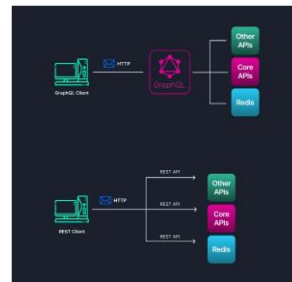 Other
APIs
HTTP
Core
APIs
GraphQL
GraphQL Client
Redis
REST API
Other
APIs
HTTP
REST API
Core
APIs
REST Client
REST API
Redis